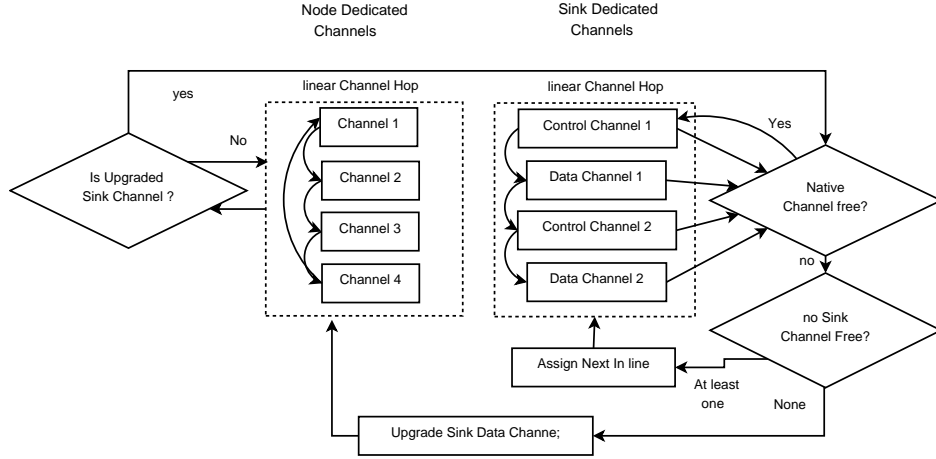 Node Dedicated
Channels
Sink Dedicated
Channels
linear Channel Hop
linear Channel Hop
yes
No
Is Upgraded
Sink Channel ?
Channel 1
Channel 2
Channel 3
Channel 4
Control Channel 1
Data Channel 1
Control Channel 2
Data Channel 2
Yes
Native
Channel free?
no
no Sink
Channel Free?
Assign Next In line
At least
one
None
Upgrade Sink Data Channe;